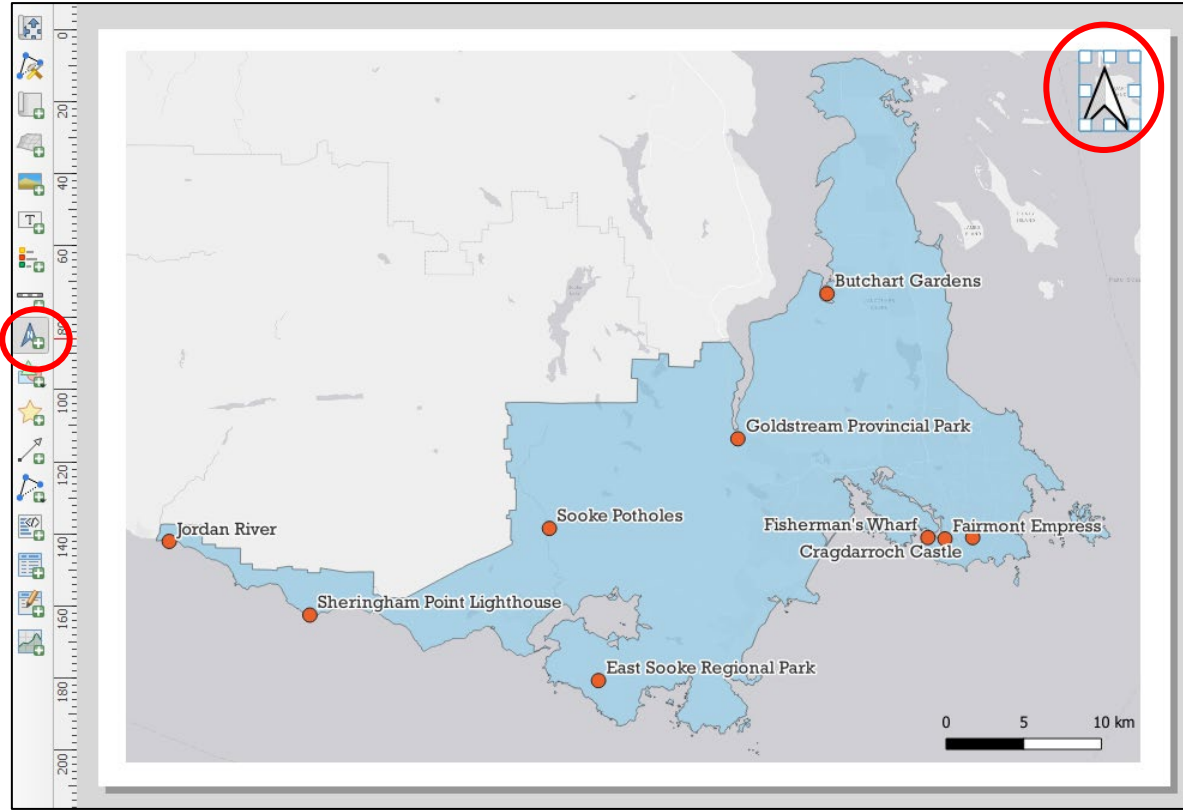 0
20
40
60
80
100
120
140
160
180
200
T
N
Butchart Gardens
Goldstream Provincial Park
Sooke Potholes
Jordan River
Fisherman's Wharf
Fairmont Empress
Cragdarroch Castle
Sheringham Point Lighthouse
East Sooke Regional Park
0 5 10 km